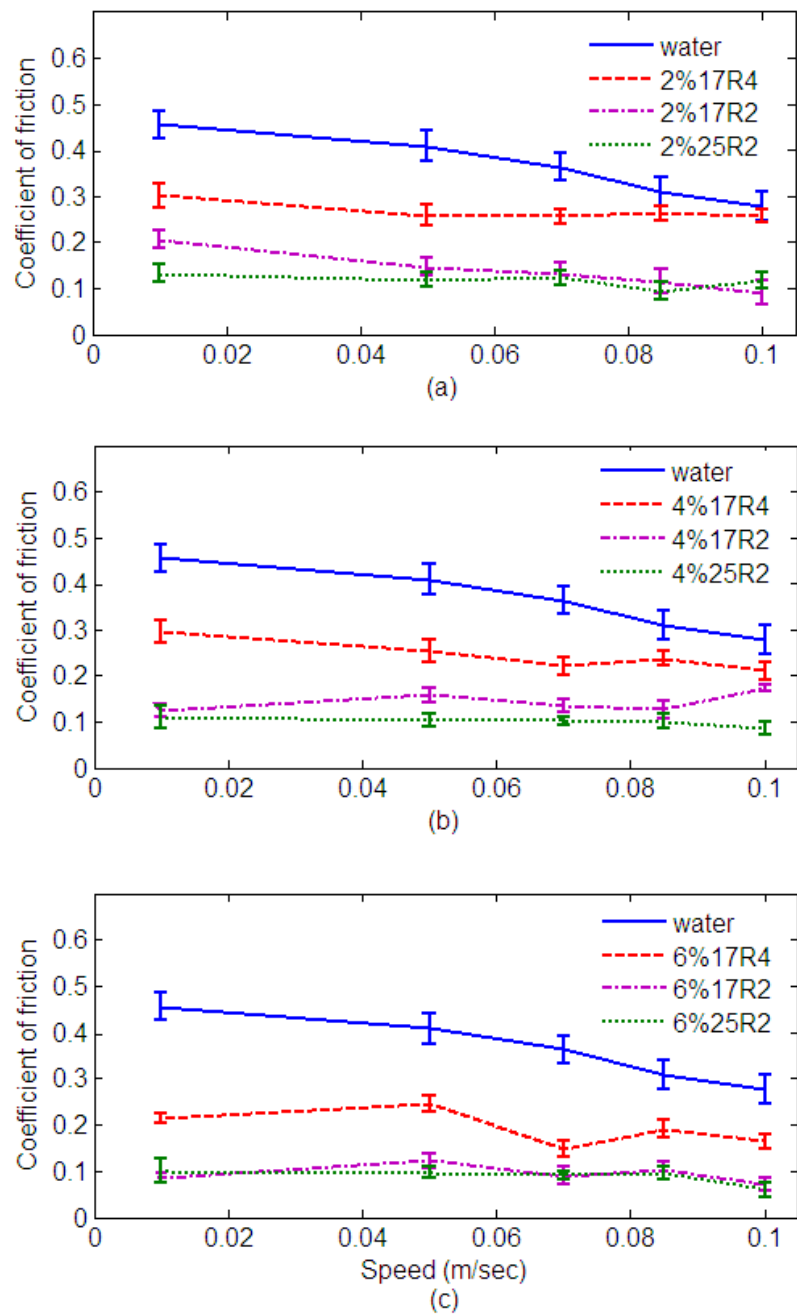 0.6
0.5
0.4
0.3
0.2
0.1
0
Coefficient of friction
water
2%17R4
2%17R2
2%25R2
0 0.02 0.04 0.06 0.08 0.1
(a)
0.6
0.5
0.4
0.3
0.2
0.1
0
Coefficient of friction
water
4%17R4
4%17R2
4%25R2
0 0.02 0.04 0.06 0.08 0.1
(b)
0.6
0.5
0.4
0.3
0.2
0.1
0
Coefficient of friction
water
6%17R4
6%17R2
6%25R2
0 0.02 0.04 0.06 0.08 0.1
Speed (m/sec)
(c)